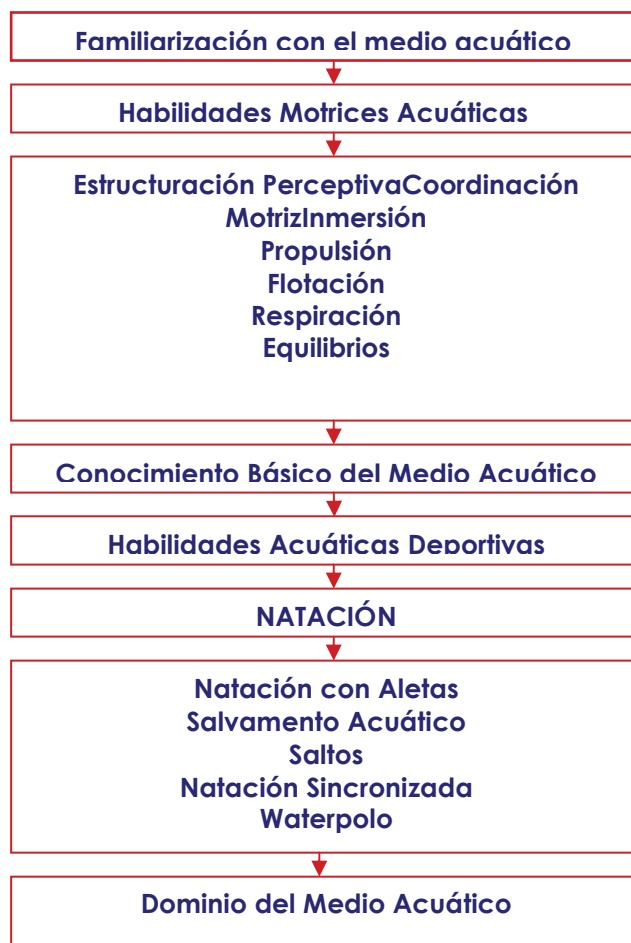 Familiarización con el medio acuático
Habilidades Motrices Acuáticas
Estructuración PerceptivaCoordinación
MotrizInmersión
Propulsión
Flotación
Respiración
Equilibrios
Conocimiento Básico del Medio Acuático
Habilidades Acuáticas Deportivas
NATACIÓN
Natación con Aletas
Salvamento Acuático
Saltos
Natación Sincronizada
Waterpolo
Dominio del Medio Acuático